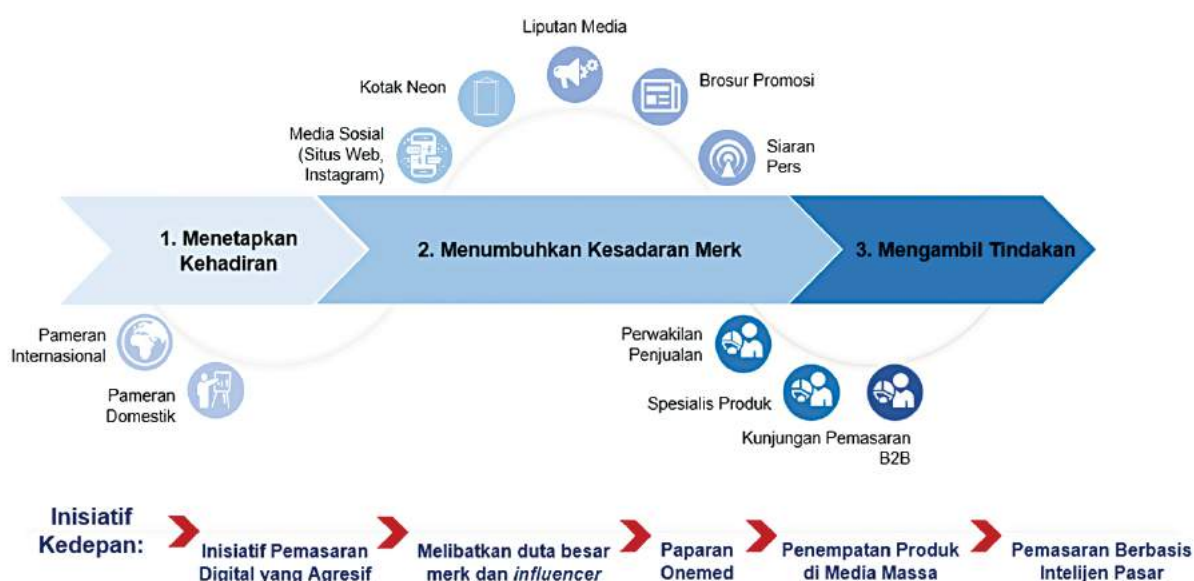 Liputan Media
Kotak Neon
Brosur Promosi
Media Sosial
(Situs Web,
Instagram)
Siaran
Pers
1. Menetapkan
Kehadiran
2. Menumbuhkan Kesadaran Merk
3. Mengambil Tindakan
Pameran
Internasional
Pameran
Domestik
Perwakilan
Penjualan
Spesialis Produk
Kunjungan Pemasaran
B2B
Inisiatif
Kedepan:
Inisiatif Pemasaran
Digital yang Agresif
Melibatkan duta besar
merk dan influencer
Paparan
Onemed
Penempatan Produk
di Media Massa
Pemasaran Berbasis
Intelijen Pasar